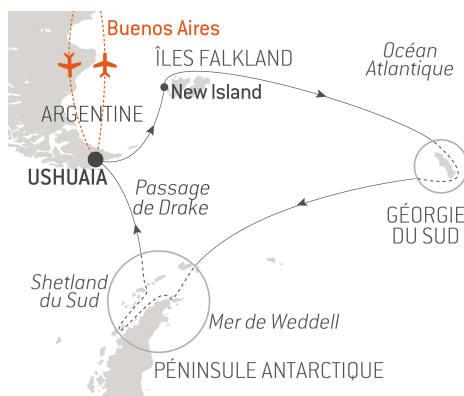 Buenos Aires
ÎLES FALKLAND
Océan
Atlantique
New Island
ARGENTINE
USHUAIA
Passage
de Drake
GÉORGIE
DU SUD
Shetland
du Sud
Mer de Weddell
PÉNINSULE ANTARCTIQUE